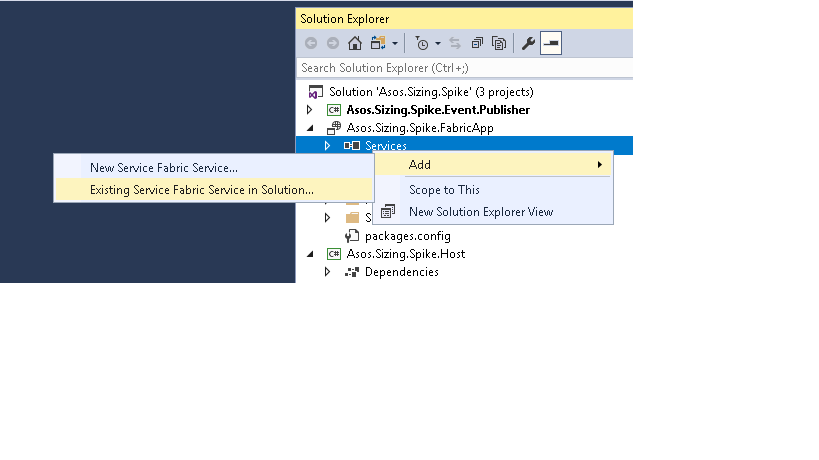 Solution Explorer
Search Solution Explorer (Ctrl+;)
Solution 'Asos.Sizing.Spike' (3 projects)
C# Asos.Sizing.Spike.Event.Publisher
Asos.Sizing.Spike.FabricApp
Services
Add
New Service Fabric Service...
Existing Service Fabric Service in Solution...
Scope to This
New Solution Explorer View
S
packages.config
C# Asos.Sizing.Spike.Host
Dependencies